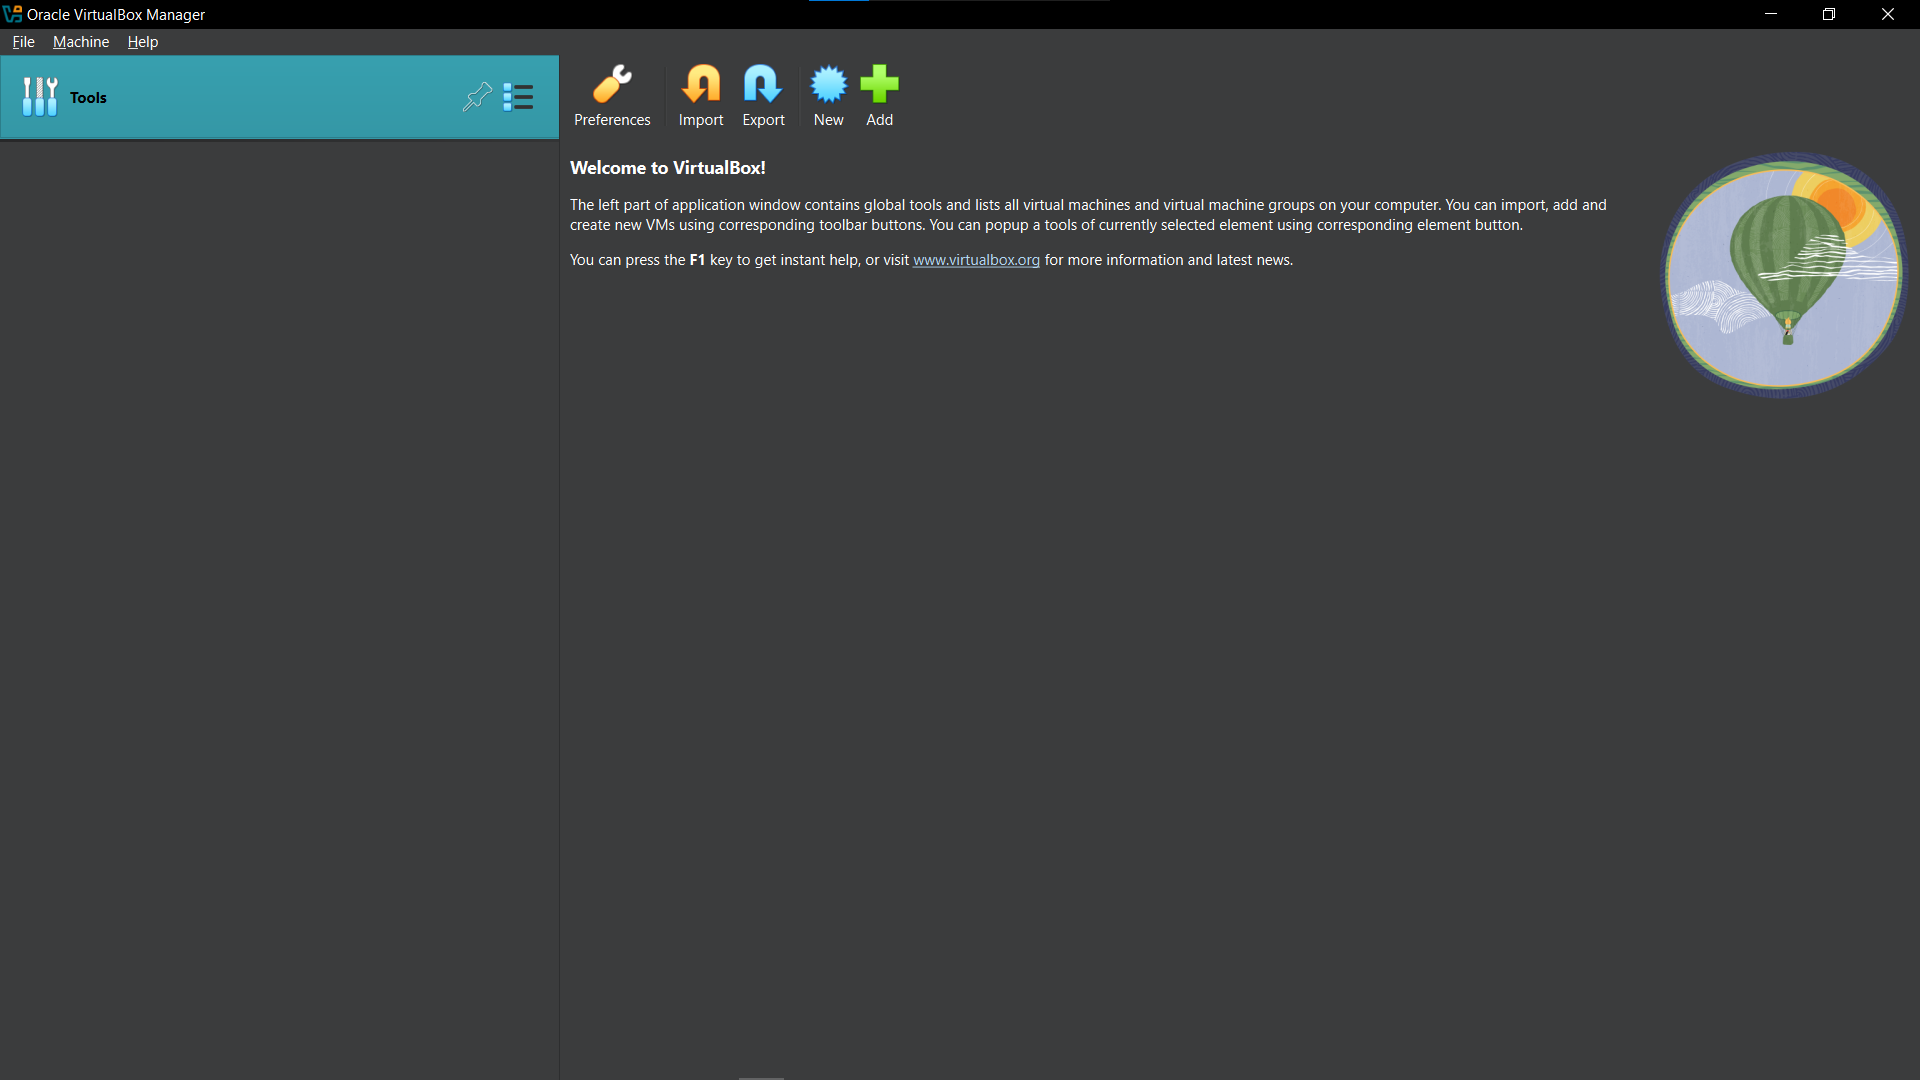 Oracle VirtualBox Manager
File Machine Help
Tools
Preferences Import Export New Add
Welcome to VirtualBox!
The left part of application window contains global tools and lists all virtual machines and virtual machine groups on your computer. You can import, add and
create new VMs using corresponding toolbar buttons. You can popup a tools of currently selected element using corresponding element button.
You can press the F1 key to get instant help, or visit www.virtualbox.org for more information and latest news.